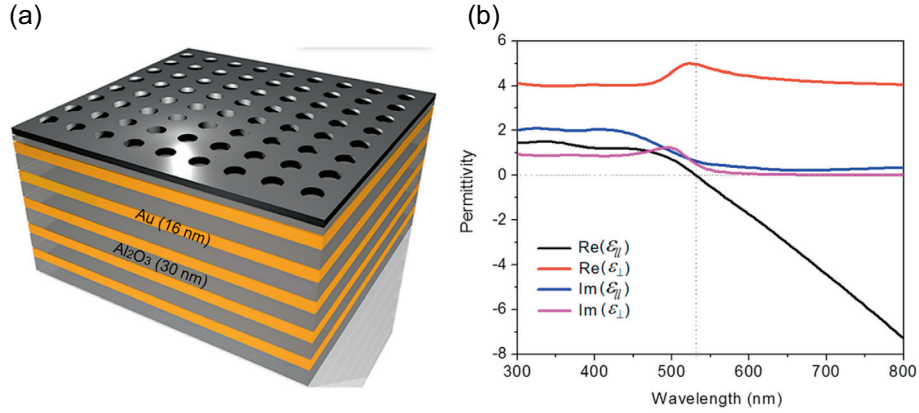 (a)
Au (16 nm)
Al₂O₃ (30 nm)
(b)
6
4
2
0
-2
-4
-6
-8
Permittivity
Re(ε∥)
Re(ε⊥)
Im(ε∥)
Im(ε⊥)
300 400 500 600 700 800
Wavelength (nm)